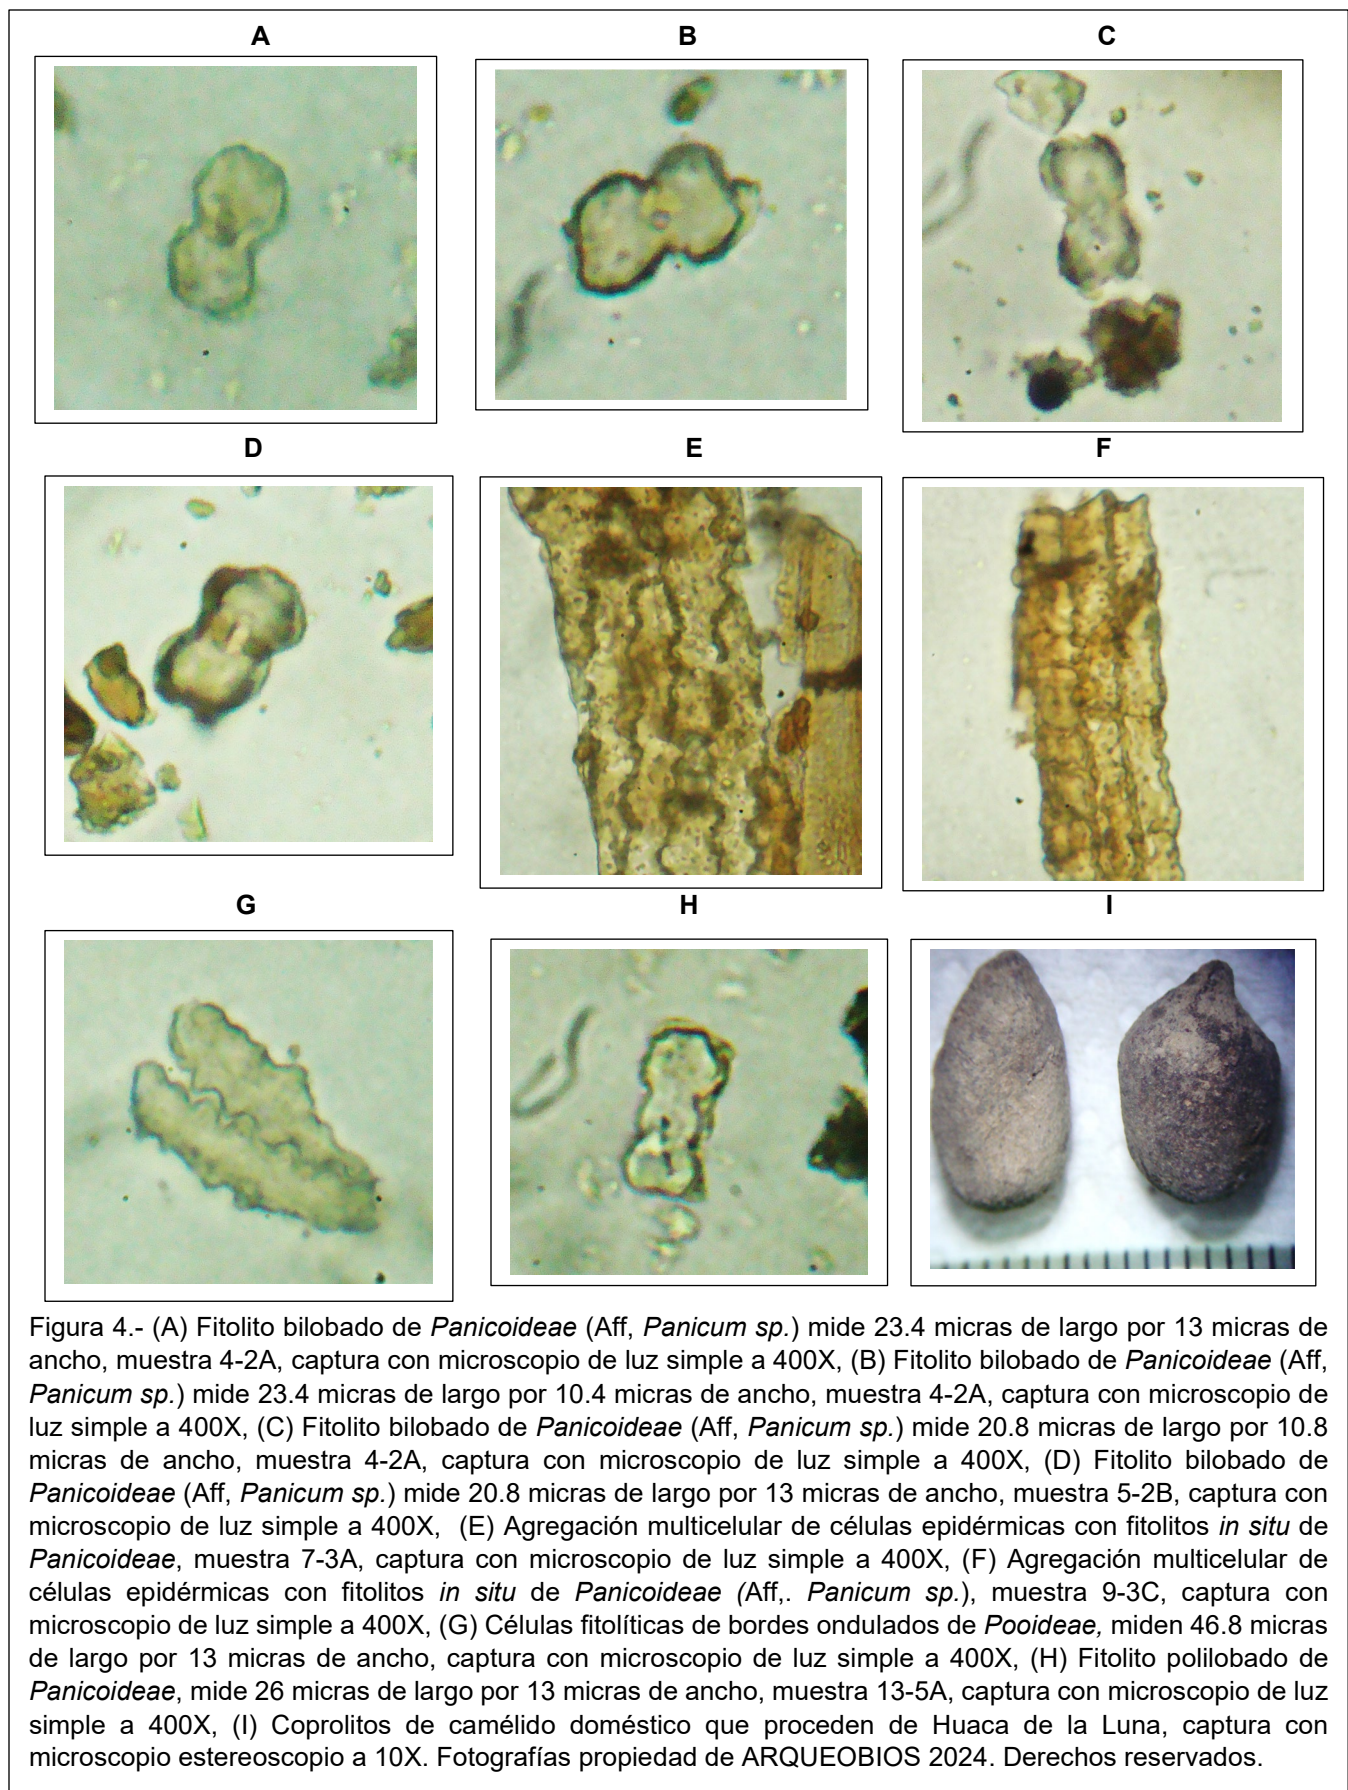 A B C
D E F
G H I
Figura 4.- (A) Fitolito bilobado de Panicoideae (Aff, Panicum sp.) mide 23.4 micras de largo por 13 micras de
ancho, muestra 4-2A, captura con microscopio de luz simple a 400X, (B) Fitolito bilobado de Panicoideae (Aff,
Panicum sp.) mide 23.4 micras de largo por 10.4 micras de ancho, muestra 4-2A, captura con microscopio de
luz simple a 400X, (C) Fitolito bilobado de Panicoideae (Aff, Panicum sp.) mide 20.8 micras de largo por 10.8
micras de ancho, muestra 4-2A, captura con microscopio de luz simple a 400X, (D) Fitolito bilobado de
Panicoideae (Aff, Panicum sp.) mide 20.8 micras de largo por 13 micras de ancho, muestra 5-2B, captura con
microscopio de luz simple a 400X, (E) Agregación multicelular de células epidérmicas con fitolitos in situ de
Panicoideae, muestra 7-3A, captura con microscopio de luz simple a 400X, (F) Agregación multicelular de
células epidérmicas con fitolitos in situ de Panicoideae (Aff,. Panicum sp.), muestra 9-3C, captura con
microscopio de luz simple a 400X, (G) Células fitolíticas de bordes ondulados de Pooideae, miden 46.8 micras
de largo por 13 micras de ancho, captura con microscopio de luz simple a 400X, (H) Fitolito polilobado de
Panicoideae, mide 26 micras de largo por 13 micras de ancho, muestra 13-5A, captura con microscopio de luz
simple a 400X, (I) Coprolitos de camélido doméstico que proceden de Huaca de la Luna, captura con
microscopio estereoscopio a 10X. Fotografías propiedad de ARQUEOBIOS 2024. Derechos reservados.